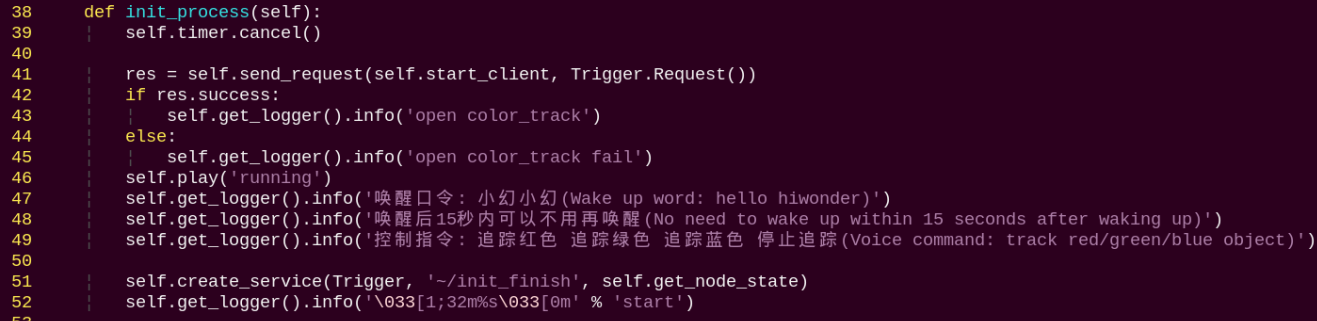 38     def init_process(self):
39         self.timer.cancel()
40
41         res = self.send_request(self.start_client, Trigger.Request())
42         if res.success:
43             self.get_logger().info('open color_track')
44         else:
45             self.get_logger().info('open color_track fail')
46         self.play('running')
47         self.get_logger().info('唤醒口令: 小幻小幻(Wake up word: hello hiwonder)')
48         self.get_logger().info('唤醒后15秒内可以不用再唤醒(No need to wake up within 15 seconds after waking up)')
49         self.get_logger().info('控制指令: 追踪红色 追踪绿色 追踪蓝色 停止追踪(Voice command: track red/green/blue object)')
50
51         self.create_service(Trigger, '~/init_finish', self.get_node_state)
52         self.get_logger().info('\033[1;32m%s\033[0m' % 'start')